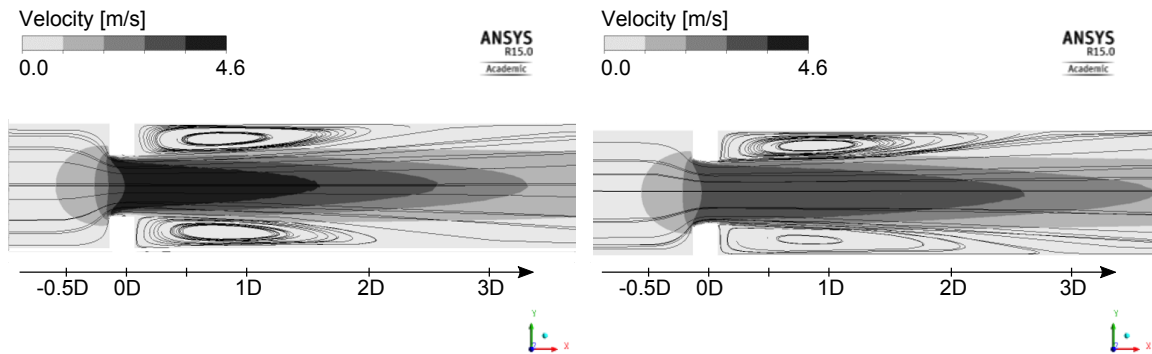 Velocity [m/s]
0.0 4.6
ANSYS
R15.0
Academic
-0.5D 0D 1D 2D 3D
Y
X
Velocity [m/s]
0.0 4.6
ANSYS
R15.0
Academic
-0.5D 0D 1D 2D 3D
Y
X